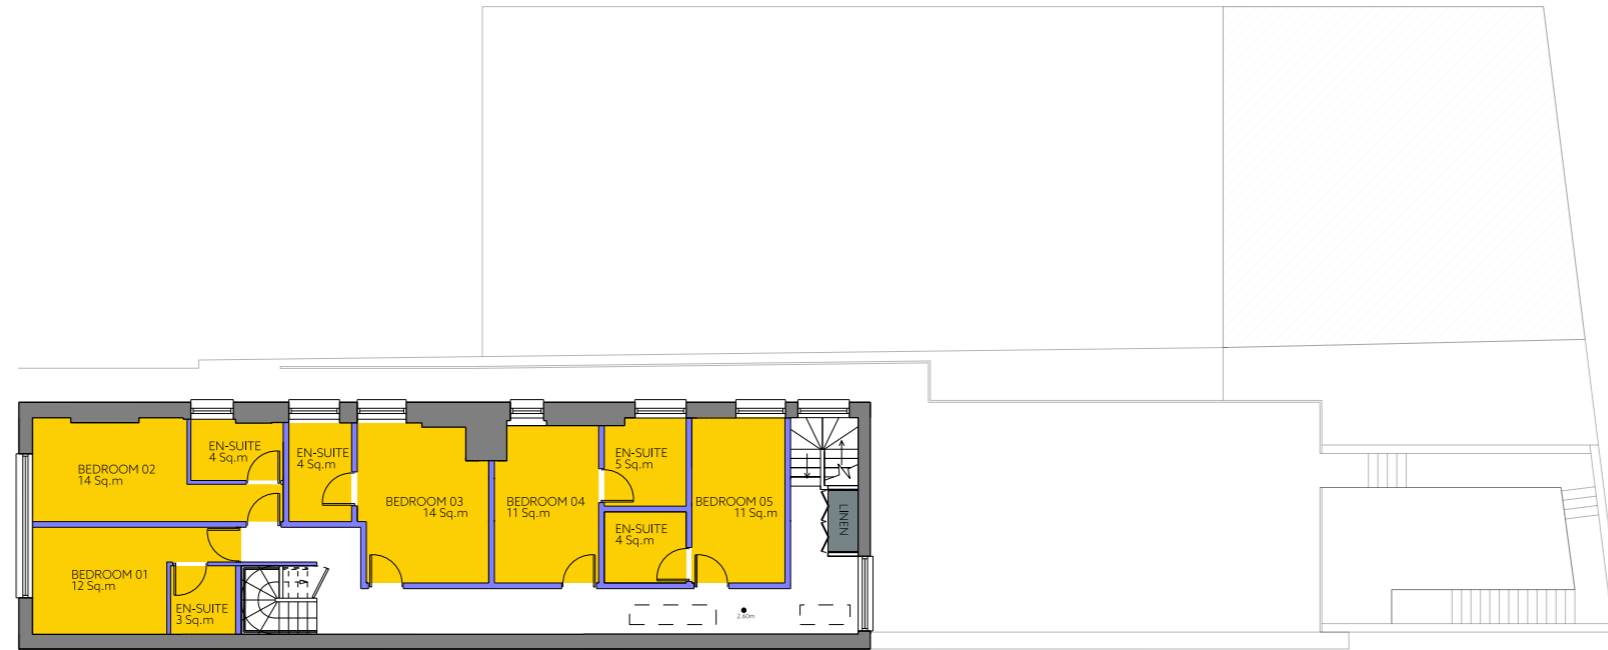 BEDROOM 02
14 Sq.m
EN-SUITE
4 Sq.m
EN-SUITE
4 Sq.m
BEDROOM 03
14 Sq.m
BEDROOM 04
11 Sq.m
EN-SUITE
5 Sq.m
BEDROOM 05
11 Sq.m
LINEN
EN-SUITE
4 Sq.m
BEDROOM 01
12 Sq.m
EN-SUITE
3 Sq.m
2.60m